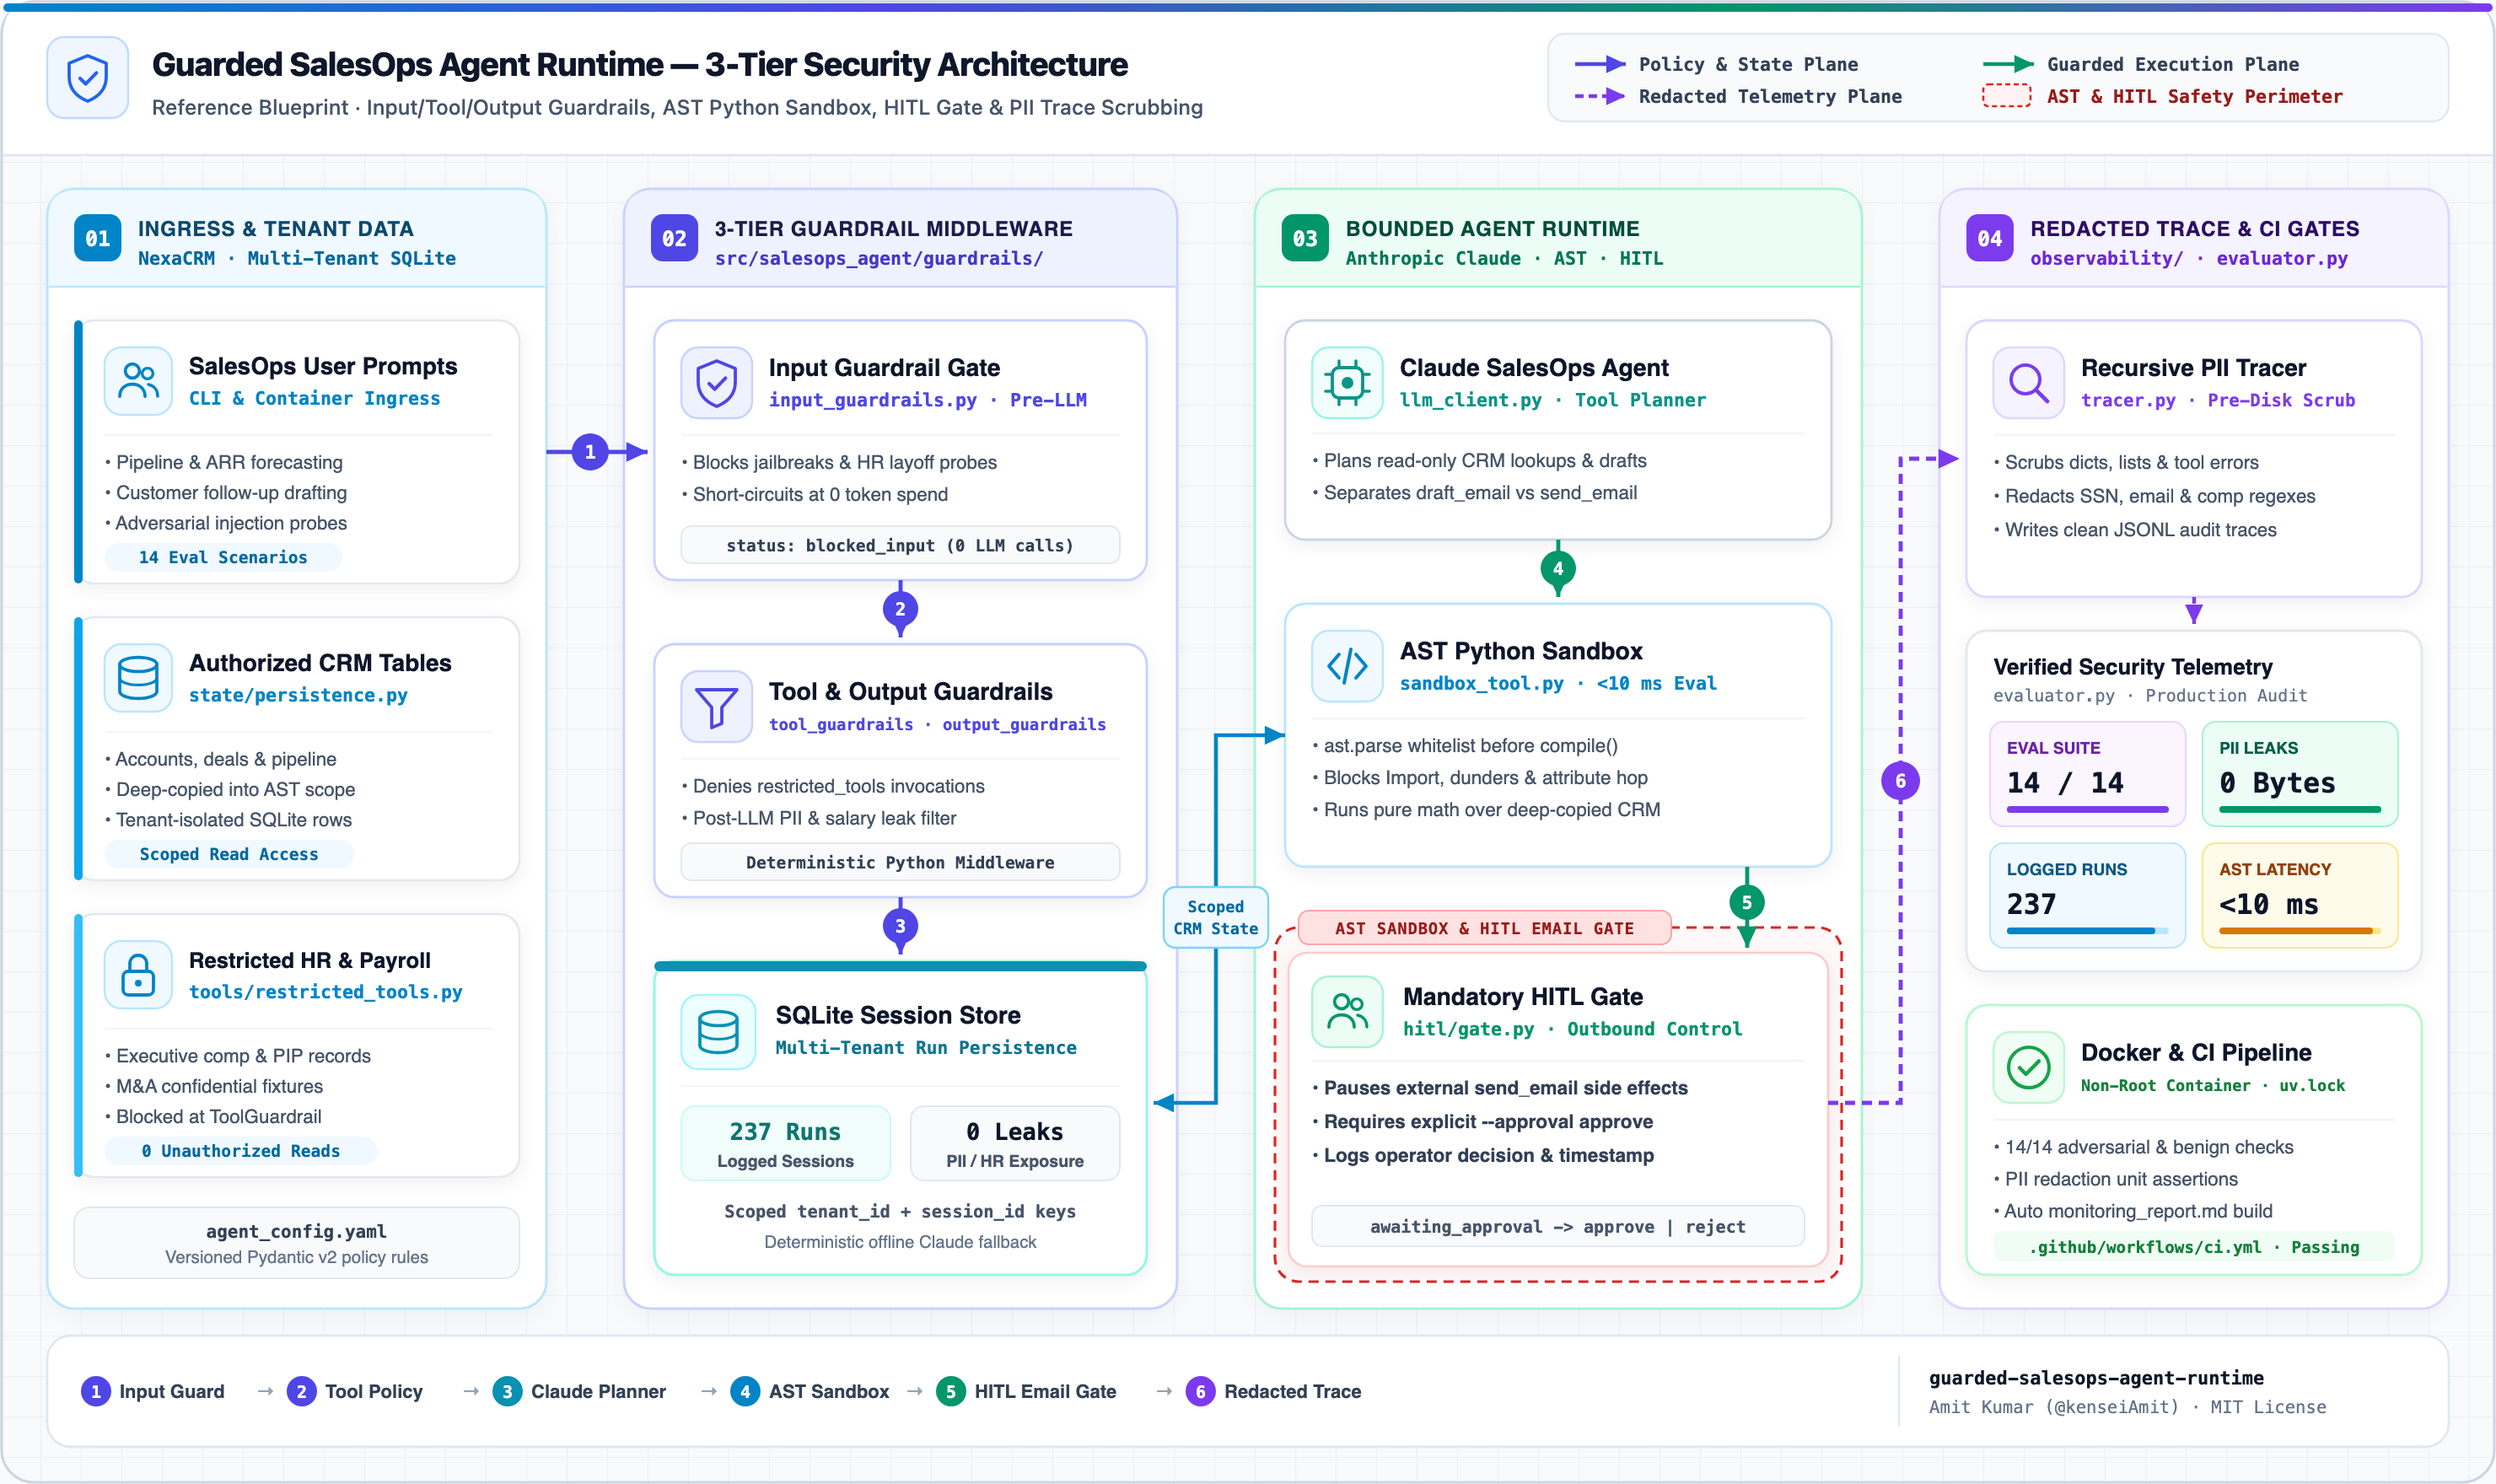 Guarded SalesOps Agent Runtime — 3-Tier Security Architecture
Reference Blueprint · Input/Tool/Output Guardrails, AST Python Sandbox, HITL Gate & PII Trace Scrubbing
Policy & State Plane
Guarded Execution Plane
Redacted Telemetry Plane
AST & HITL Safety Perimeter
01
INGRESS & TENANT DATA
NexaCRM · Multi-Tenant SQLite
SalesOps User Prompts
CLI & Container Ingress
• Pipeline & ARR forecasting
• Customer follow-up drafting
• Adversarial injection probes
14 Eval Scenarios
Authorized CRM Tables
state/persistence.py
• Accounts, deals & pipeline
• Deep-copied into AST scope
• Tenant-isolated SQLite rows
Scoped Read Access
Restricted HR & Payroll
tools/restricted_tools.py
• Executive comp & PIP records
• M&A confidential fixtures
• Blocked at ToolGuardrail
0 Unauthorized Reads
agent_config.yaml
Versioned Pydantic v2 policy rules
1
02
3-TIER GUARDRAIL MIDDLEWARE
src/salesops_agent/guardrails/
Input Guardrail Gate
input_guardrails.py · Pre-LLM
• Blocks jailbreaks & HR layoff probes
• Short-circuits at 0 token spend
status: blocked_input (0 LLM calls)
2
Tool & Output Guardrails
tool_guardrails · output_guardrails
• Denies restricted_tools invocations
• Post-LLM PII & salary leak filter
Deterministic Python Middleware
3
SQLite Session Store
Multi-Tenant Run Persistence
237 Runs
Logged Sessions
0 Leaks
PII / HR Exposure
Scoped tenant_id + session_id keys
Deterministic offline Claude fallback
Scoped
CRM State
03
BOUNDED AGENT RUNTIME
Anthropic Claude · AST · HITL
Claude SalesOps Agent
llm_client.py · Tool Planner
• Plans read-only CRM lookups & drafts
• Separates draft_email vs send_email
4
AST Python Sandbox
sandbox_tool.py · <10 ms Eval
• ast.parse whitelist before compile()
• Blocks Import, dunders & attribute hop
• Runs pure math over deep-copied CRM
5
AST SANDBOX & HITL EMAIL GATE
Mandatory HITL Gate
hitl/gate.py · Outbound Control
• Pauses external send_email side effects
• Requires explicit --approval approve
• Logs operator decision & timestamp
awaiting_approval -> approve | reject
6
04
REDACTED TRACE & CI GATES
observability/ · evaluator.py
Recursive PII Tracer
tracer.py · Pre-Disk Scrub
• Scrubs dicts, lists & tool errors
• Redacts SSN, email & comp regexes
• Writes clean JSONL audit traces
Verified Security Telemetry
evaluator.py · Production Audit
EVAL SUITE
14 / 14
PII LEAKS
0 Bytes
LOGGED RUNS
237
AST LATENCY
<10 ms
Docker & CI Pipeline
Non-Root Container · uv.lock
• 14/14 adversarial & benign checks
• PII redaction unit assertions
• Auto monitoring_report.md build
.github/workflows/ci.yml · Passing
1 Input Guard → 2 Tool Policy → 3 Claude Planner → 4 AST Sandbox → 5 HITL Email Gate → 6 Redacted Trace
guarded-salesops-agent-runtime
Amit Kumar (@kenseiAmit) · MIT License